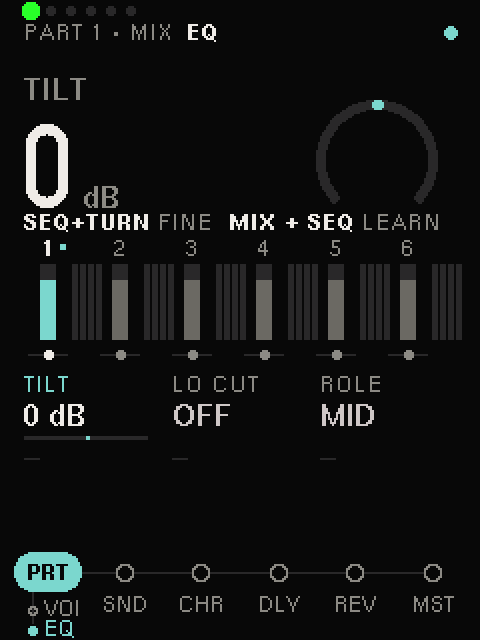 PART 1 · MIX EQ
TILT
0 dB
SEQ+TURN FINE MIX + SEQ LEARN
1 2 3 4 5 6
TILT LO CUT ROLE
0 dB OFF MID
PRT
SND CHR DLY REV MST
VOI
EQ